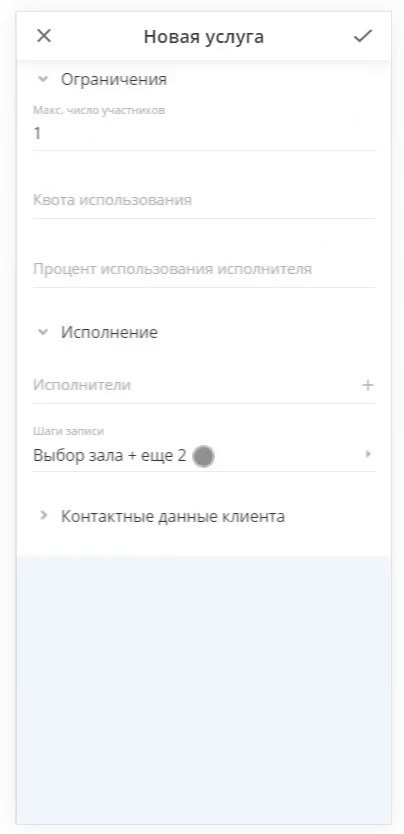 Новая услуга
Ограничения
Макс. число участников
1
Квота использования
Процент использования исполнителя
Исполнение
Исполнители
Шаги записи
Выбор зала + еще 2
Контактные данные клиента